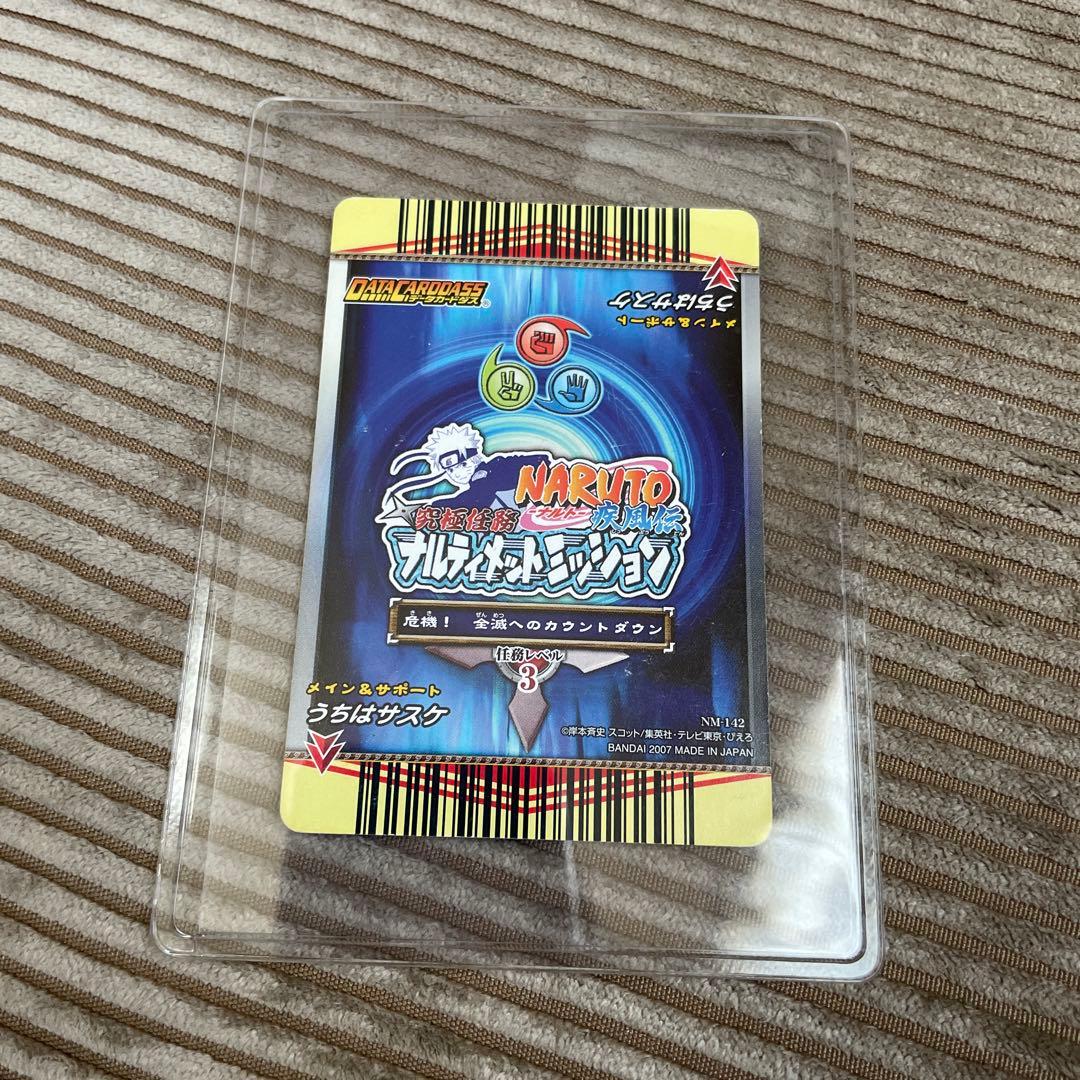 DATACARDDASS®
データカードダス
メイン&サポート
うちはサスケ
NARUTO
-ナルト-
疾風伝
究極任務
ナルティメットミッション
危機! 全滅へのカウントダウン
きき
ぜんめつ
任務レベル
3
メイン&サポート
うちはサスケ
NM-142
©岸本斉史 スコット/集英社・テレビ東京・ぴえろ
BANDAI 2007 MADE IN JAPAN